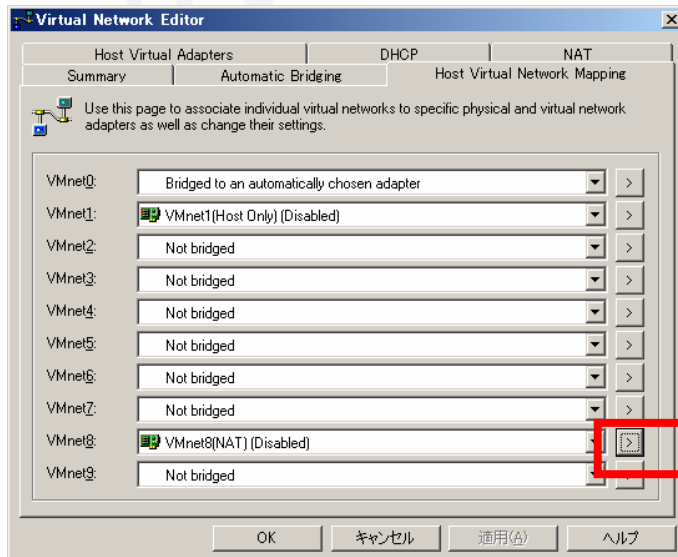 Virtual Network Editor
Host Virtual Adapters DHCP NAT
Summary Automatic Bridging Host Virtual Network Mapping
Use this page to associate individual virtual networks to specific physical and virtual network
adapters as well as change their settings.
VMnet0: Bridged to an automatically chosen adapter >
VMnet1: VMnet1(Host Only) (Disabled) >
VMnet2: Not bridged >
VMnet3: Not bridged >
VMnet4: Not bridged >
VMnet5: Not bridged >
VMnet6: Not bridged >
VMnet7: Not bridged >
VMnet8: VMnet8(NAT) (Disabled) >
VMnet9: Not bridged
OK キャンセル 適用(A) ヘルプ